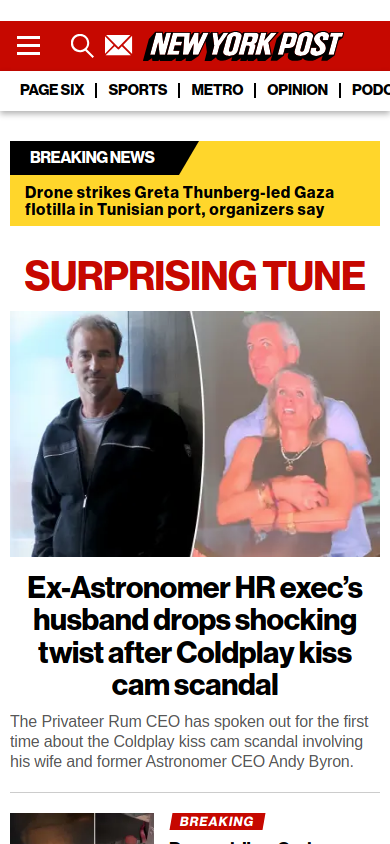 NEW YORK POST
PAGE SIX | SPORTS | METRO | OPINION | PODC
BREAKING NEWS
Drone strikes Greta Thunberg-led Gaza
flotilla in Tunisian port, organizers say
SURPRISING TUNE
Ex-Astronomer HR exec’s
husband drops shocking
twist after Coldplay kiss
cam scandal
The Privateer Rum CEO has spoken out for the first
time about the Coldplay kiss cam scandal involving
his wife and former Astronomer CEO Andy Byron.
BREAKING